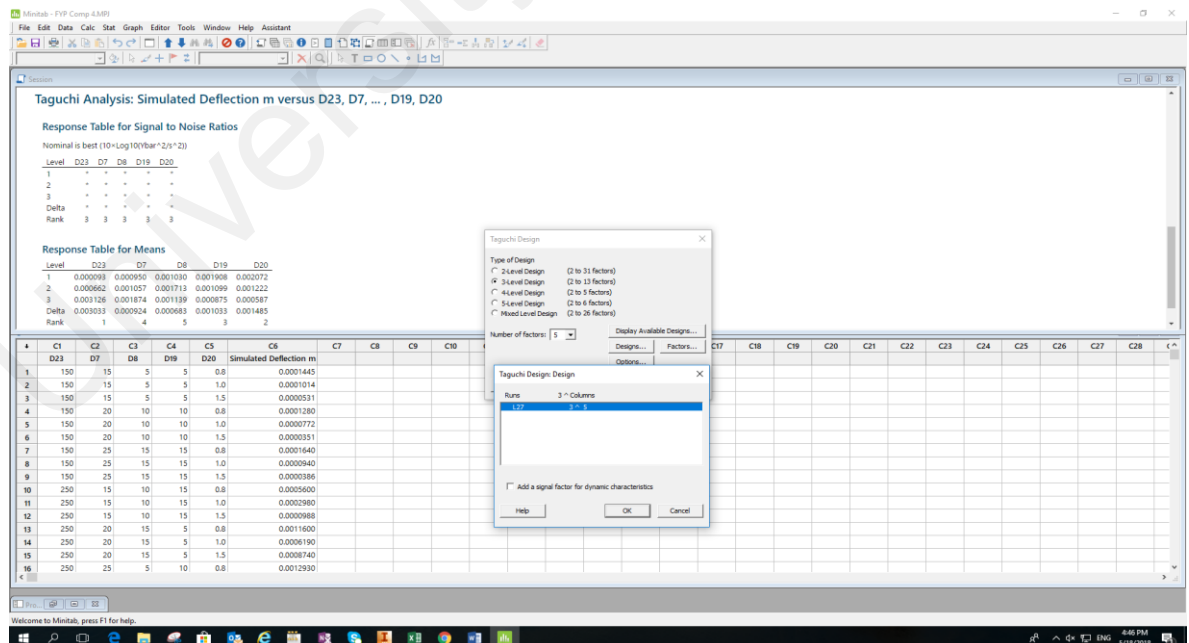 Minitab - FYP Comp 4.MPJ
File Edit Data Calc Stat Graph Editor Tools Window Help Assistant
Session
Taguchi Analysis: Simulated Deflection m versus D23, D7, ... , D19, D20
Response Table for Signal to Noise Ratios
Nominal is best (10×Log10(Ybar^2/s^2))
Level D23 D7 D8 D19 D20
1 * * * * *
2 * * * * *
3 * * * * *
Delta * * * * *
Rank 3 3 3 3 3
Response Table for Means
Level D23 D7 D8 D19 D20
1 0.000093 0.000950 0.001030 0.001908 0.002072
2 0.000662 0.001057 0.001713 0.001099 0.001222
3 0.003126 0.001874 0.001139 0.000875 0.000587
Delta 0.003033 0.000924 0.000683 0.001033 0.001485
Rank 1 4 5 3 2
Taguchi Design
Type of Design
2-Level Design (2 to 31 factors)
3-Level Design (2 to 13 factors)
4-Level Design (2 to 5 factors)
5-Level Design (2 to 6 factors)
Mixed Level Design (2 to 26 factors)
Number of factors: 5 Display Available Designs...
Designs... Factors...
Options...
Taguchi Design: Design
Runs 3 ^ Columns
L27 3 ^ 5
Add a signal factor for dynamic characteristics
Help OK Cancel
C1 C2 C3 C4 C5 C6 C7 C8 C9 C10 C17 C18 C19 C20 C21 C22 C23 C24 C25 C26 C27 C28
D23 D7 D8 D19 D20 Simulated Deflection m
1 150 15 5 5 0.8 0.0001445
2 150 15 5 5 1.0 0.0001014
3 150 15 5 5 1.5 0.0000531
4 150 20 10 10 0.8 0.0001280
5 150 20 10 10 1.0 0.0000772
6 150 20 10 10 1.5 0.0000351
7 150 25 15 15 0.8 0.0001640
8 150 25 15 15 1.0 0.0000940
9 150 25 15 15 1.5 0.0000386
10 250 15 10 15 0.8 0.0005600
11 250 15 10 15 1.0 0.0002980
12 250 15 10 15 1.5 0.0000988
13 250 20 15 5 0.8 0.0011600
14 250 20 15 5 1.0 0.0006190
15 250 20 15 5 1.5 0.0008740
16 250 25 5 10 0.8 0.0012930
Pro...
Welcome to Minitab, press F1 for help.
ENG 4:46 PM
University